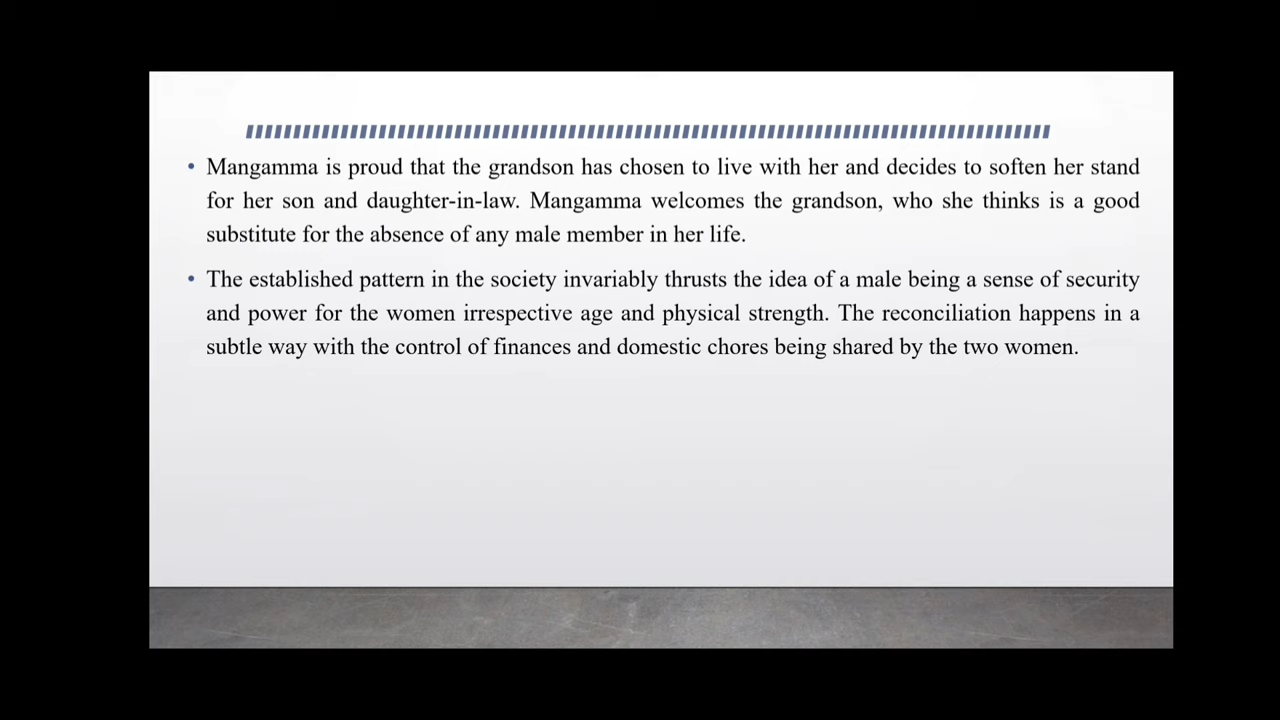 • Mangamma is proud that the grandson has chosen to live with her and decides to soften her stand
for her son and daughter-in-law. Mangamma welcomes the grandson, who she thinks is a good
substitute for the absence of any male member in her life.
• The established pattern in the society invariably thrusts the idea of a male being a sense of security
and power for the women irrespective age and physical strength. The reconciliation happens in a
subtle way with the control of finances and domestic chores being shared by the two women.